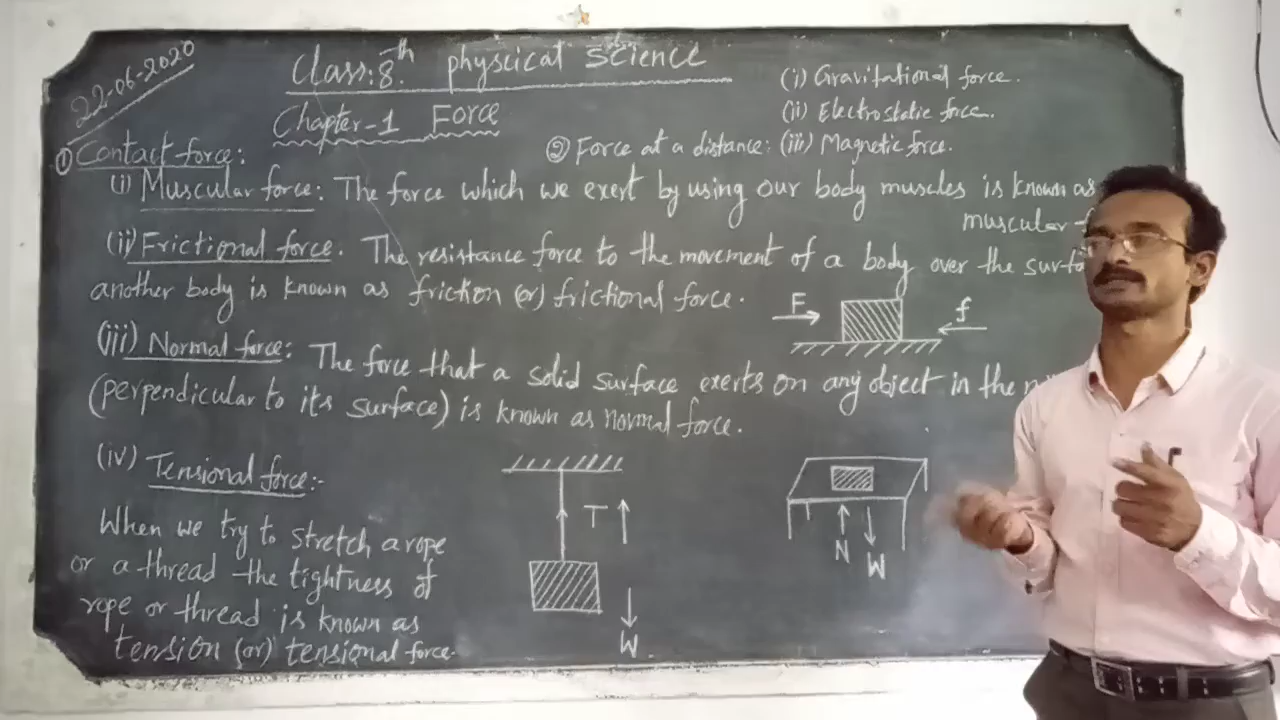 22-06-2020
Class: 8th physcical science
Chapter-1 Force
(i) Gravitational force.
(ii) Electrostatic force.
② Force at a distance: (iii) Magnetic force.
① Contact force:
(i) Muscular force: The force which we exert by using our body muscles is known as
muscular
(ii) Frictional force. The resistance force to the movement of a body over the surfa
another body is known as friction (or) frictional force.
F
f
(iii) Normal force: The force that a solid surface exerts on any object in the n
(perpendicular to its surface) is known as normal force.
(iv) Tensional force:-
When we try to stretch a rope
or a thread the tightness of
rope or thread is known as
tension (or) tensional force.
T
W
N
W